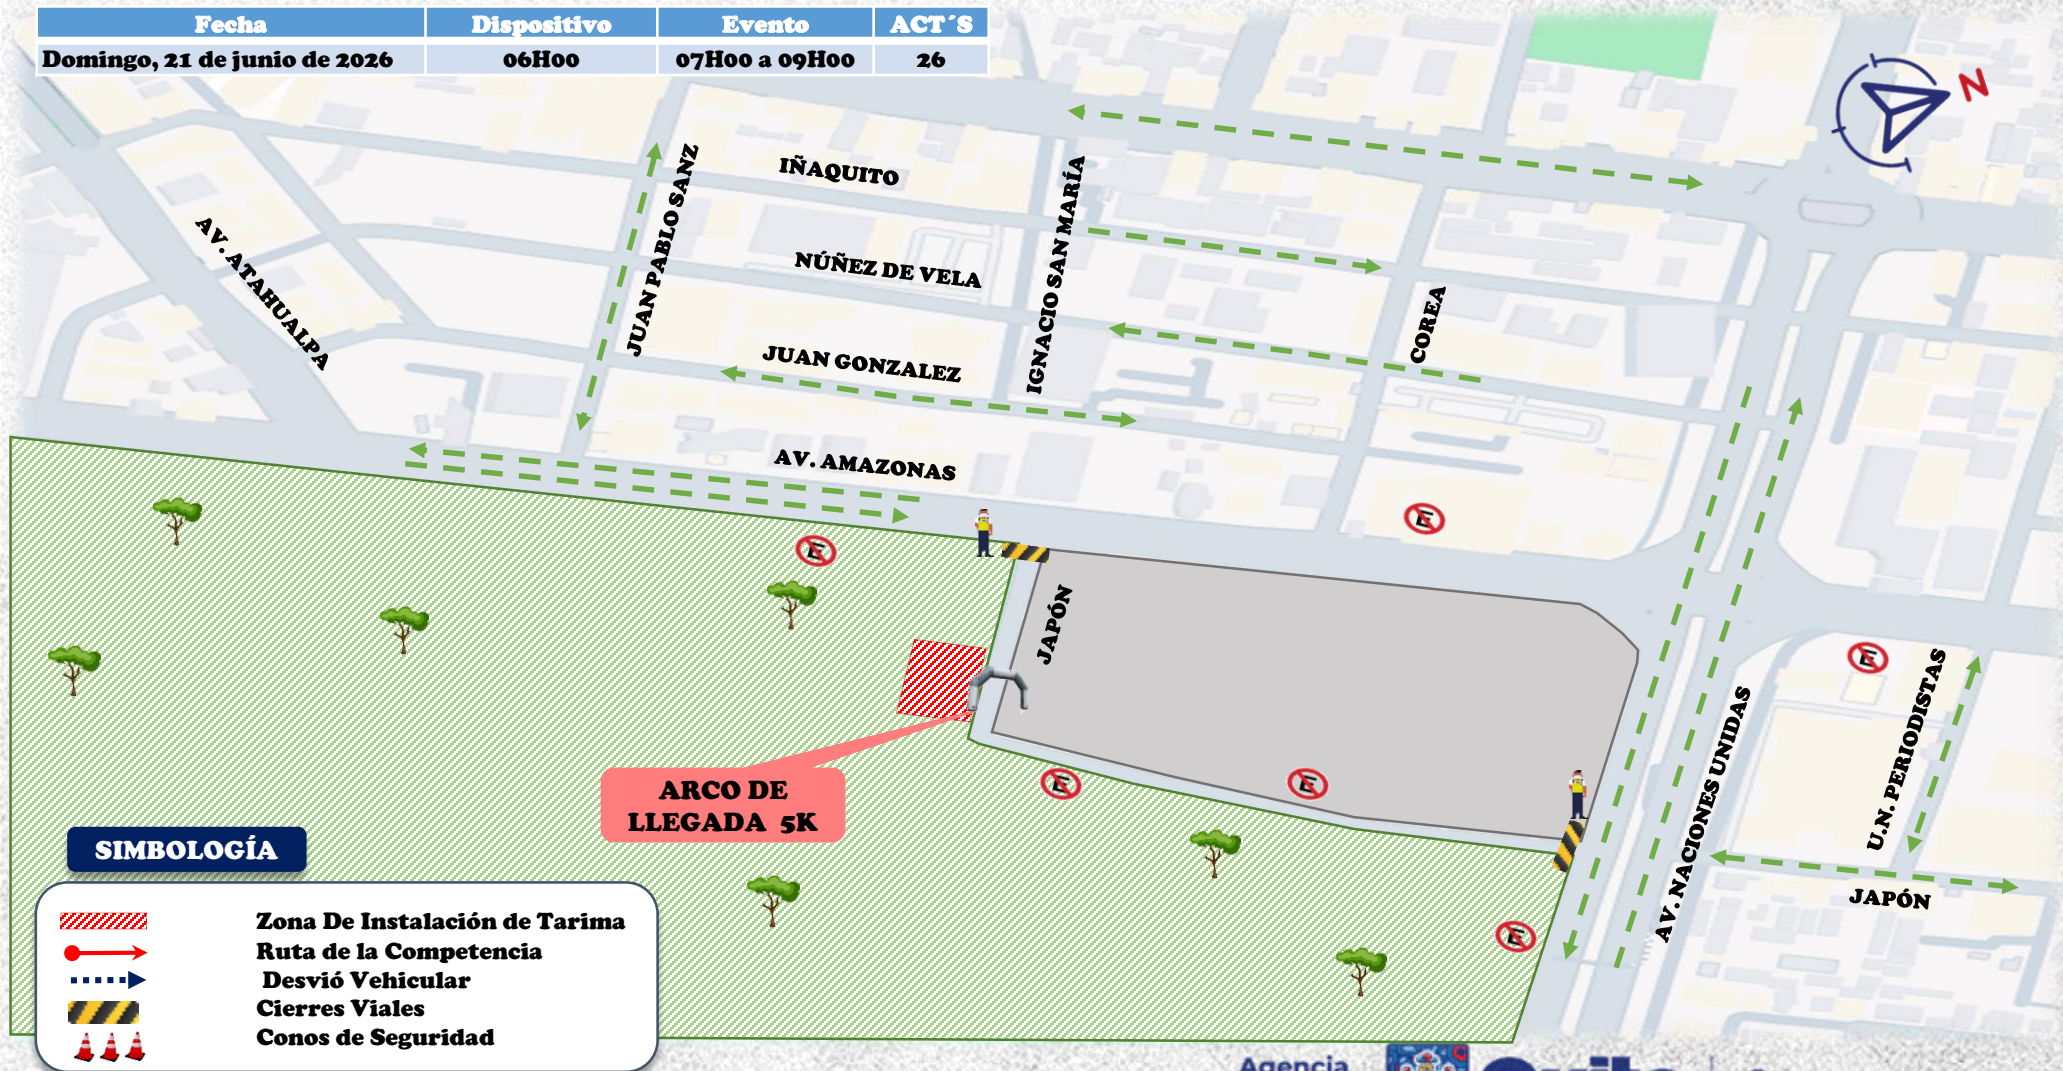 Fecha Dispositivo Evento ACT´S
Domingo, 21 de junio de 2026 06H00 07H00 a 09H00 26
N
IÑAQUITO
JUAN PABLO SANZ
IGNACIO SAN MARÍA
AV. ATAHUALPA
NÚÑEZ DE VELA
COREA
JUAN GONZALEZ
AV. AMAZONAS
JAPÓN
AV. NACIONES UNIDAS
U.N. PERIODISTAS
JAPÓN
ARCO DE
LLEGADA 5K
SIMBOLOGÍA
Zona De Instalación de Tarima
Ruta de la Competencia
Desvió Vehicular
Cierres Viales
Conos de Seguridad
Agencia
Quito